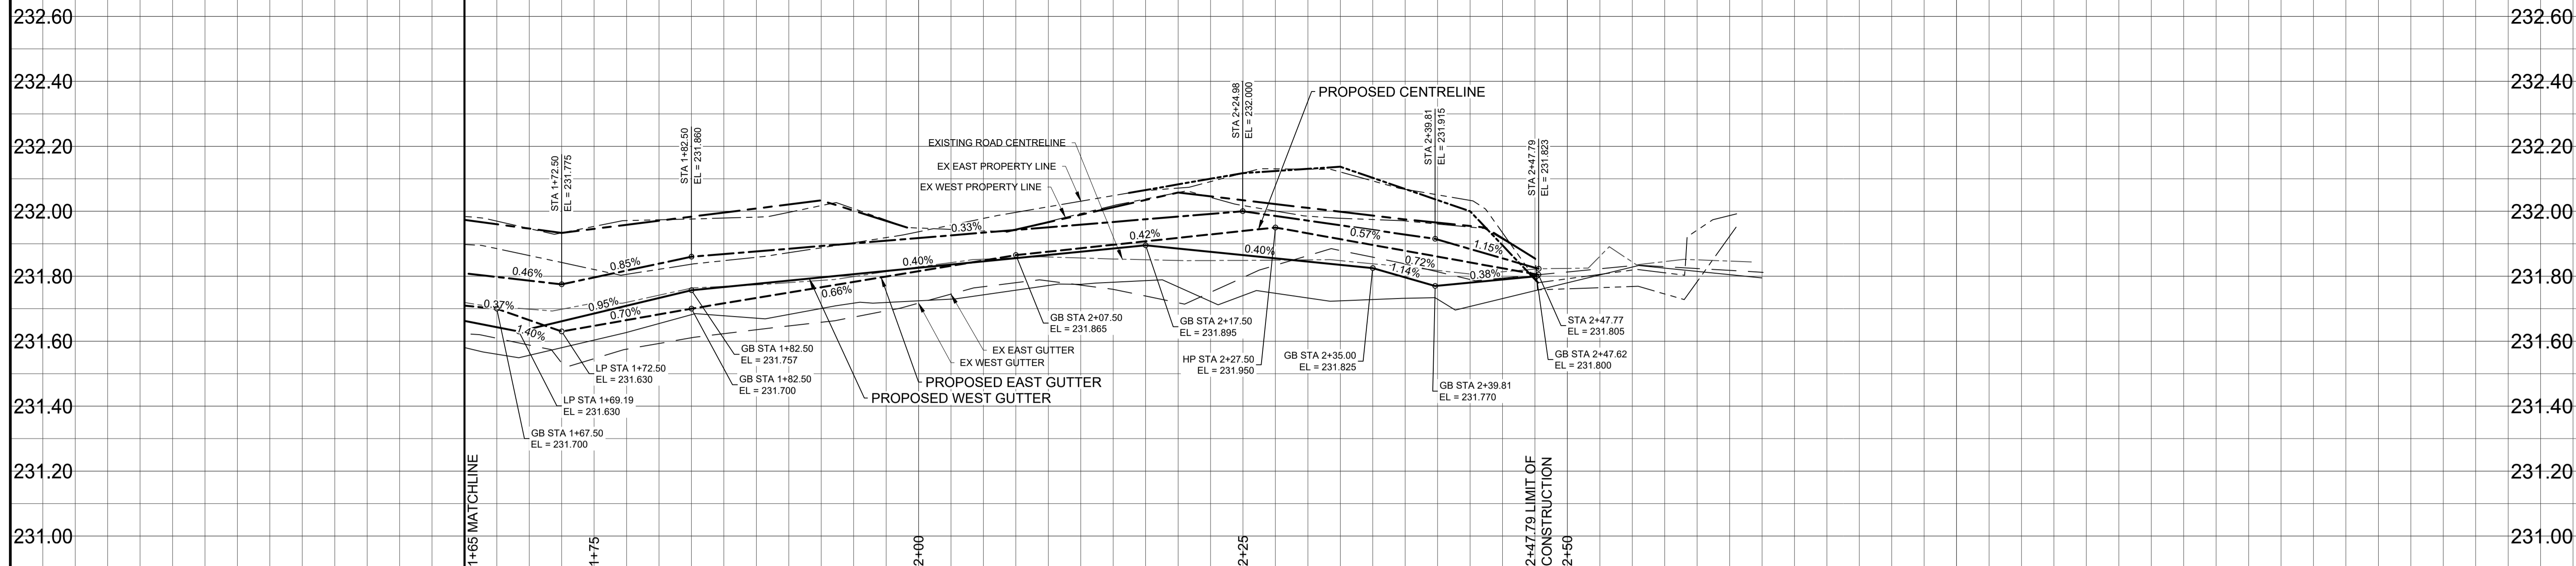 232.60
232.60
232.40
232.40
232.20
232.20
232.00
232.00
231.80
231.80
231.60
231.60
231.40
231.40
231.20
231.20
231.00
231.00
STA 1+72.50
EL = 231.775
STA 1+82.50
EL = 231.860
STA 2+24.98
EL = 232.000
STA 2+39.81
EL = 231.915
STA 2+47.79
EL = 231.823
PROPOSED CENTRELINE
EXISTING ROAD CENTRELINE
EX EAST PROPERTY LINE
EX WEST PROPERTY LINE
0.46%
0.85%
0.33%
0.57%
1.15%
0.37%
0.95%
0.40%
0.42%
0.40%
0.72%
1.14%
0.38%
1.40%
0.70%
0.66%
GB STA 2+07.50
EL = 231.865
GB STA 2+17.50
EL = 231.895
STA 2+47.77
EL = 231.805
GB STA 1+82.50
EL = 231.757
EX EAST GUTTER
EX WEST GUTTER
HP STA 2+27.50
EL = 231.950
GB STA 2+35.00
EL = 231.825
GB STA 2+47.62
EL = 231.800
LP STA 1+72.50
EL = 231.630
GB STA 1+82.50
EL = 231.700
PROPOSED EAST GUTTER
PROPOSED WEST GUTTER
GB STA 2+39.81
EL = 231.770
LP STA 1+69.19
EL = 231.630
GB STA 1+67.50
EL = 231.700
1+65 MATCHLINE
1+75
2+00
2+25
2+47.79 LIMIT OF
CONSTRUCTION
2+50